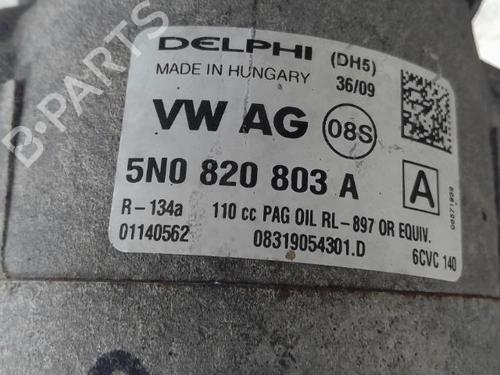 DELPHI (DH5)
MADE IN HUNGARY 36/09
VW AG 08S
5N0 820 803 A A
R-134a 110 cc PAG OIL RL-897 OR EQUIV.
01140562 08319054301.D 6CVC 140
00571909
B-PARTS